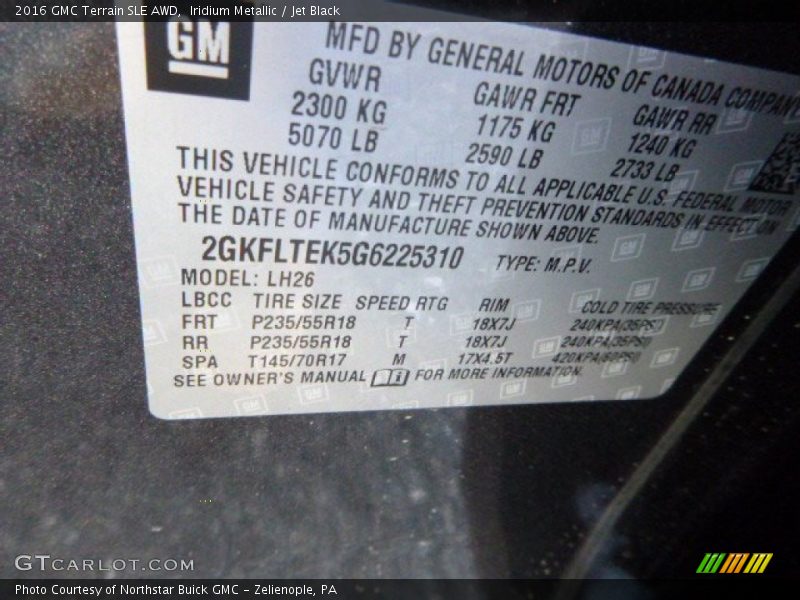 2016 GMC Terrain SLE AWD, Iridium Metallic / Jet Black
GM
MFD BY GENERAL MOTORS OF CANADA COMPANY
GVWR GAWR FRT GAWR RR
2300 KG 1175 KG 1240 KG
5070 LB 2590 LB 2733 LB
THIS VEHICLE CONFORMS TO ALL APPLICABLE U.S. FEDERAL MOTOR
VEHICLE SAFETY AND THEFT PREVENTION STANDARDS IN EFFECT ON
THE DATE OF MANUFACTURE SHOWN ABOVE.
2GKFLTEK5G6225310 TYPE: M.P.V.
MODEL: LH26
LBCC TIRE SIZE SPEED RTG RIM COLD TIRE PRESSURE
FRT P235/55R18 T 18X7J 240KPA/35PSI
RR P235/55R18 T 18X7J 240KPA/35PSI
SPA T145/70R17 M 17X4.5T 420KPA/60PSI
SEE OWNER'S MANUAL FOR MORE INFORMATION.
GTCARLOT.COM
Photo Courtesy of Northstar Buick GMC - Zelienople, PA